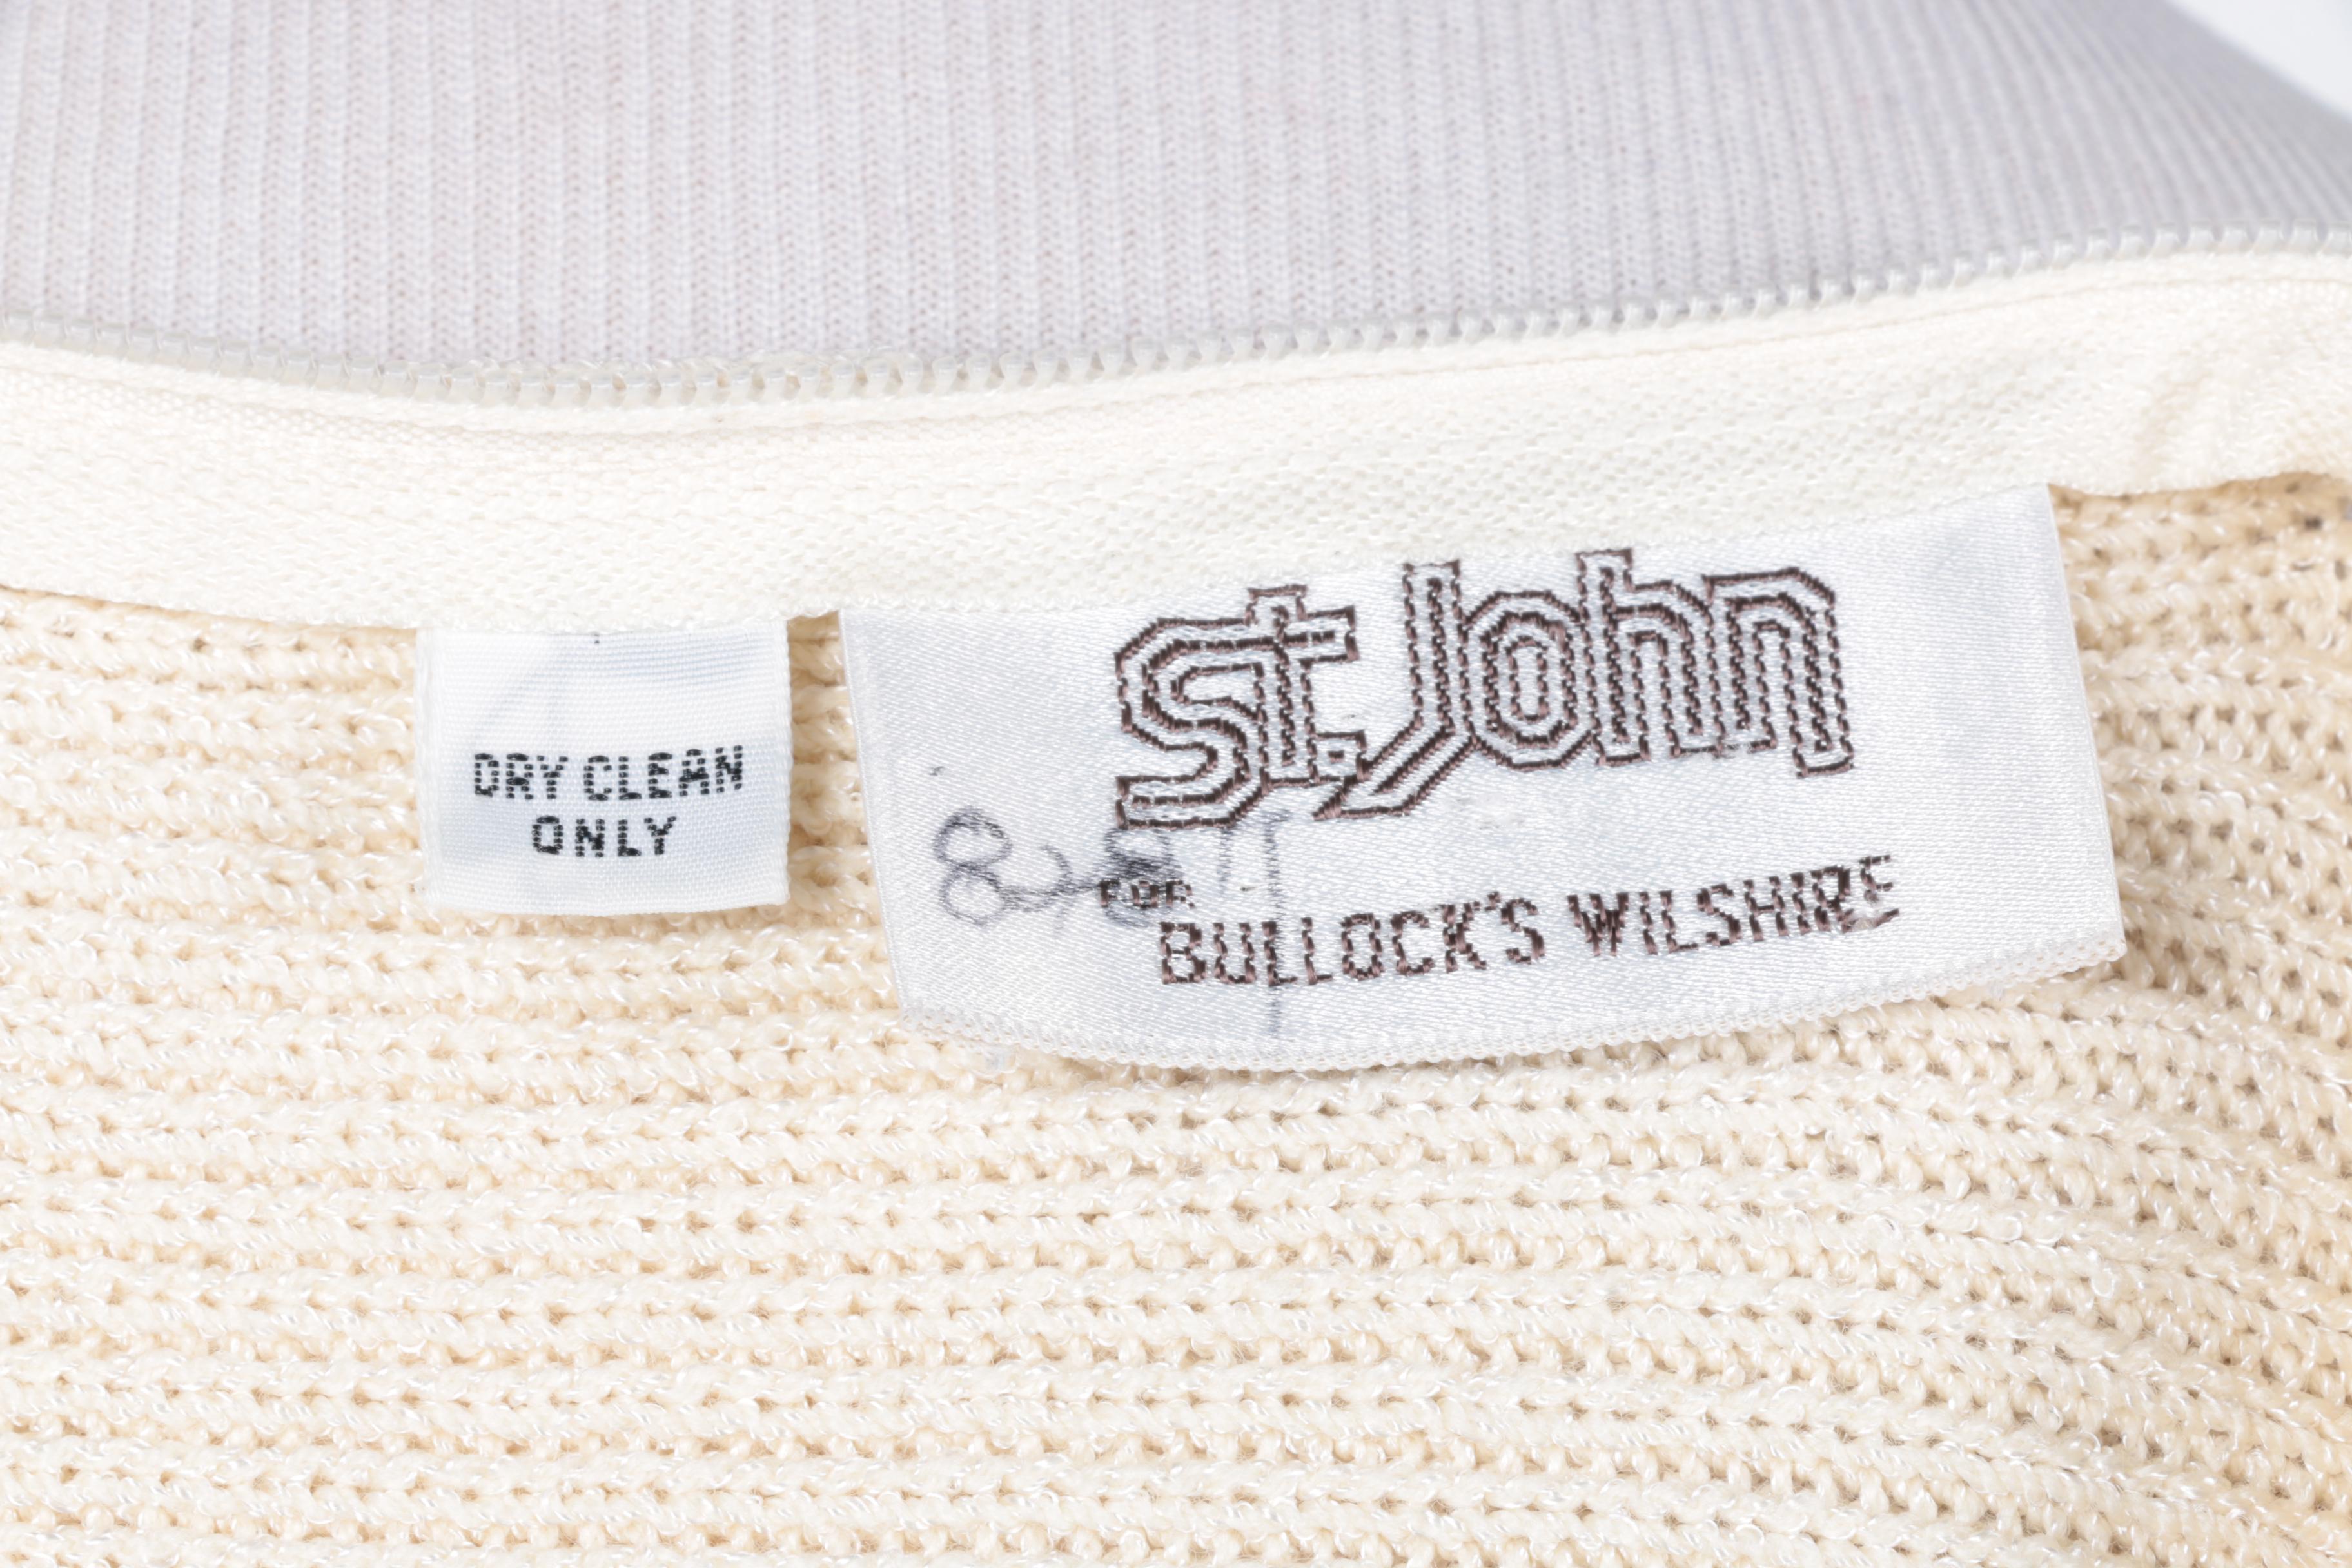 DRY CLEAN
ONLY
St. John
FOR
BULLOCK'S WILSHIRE